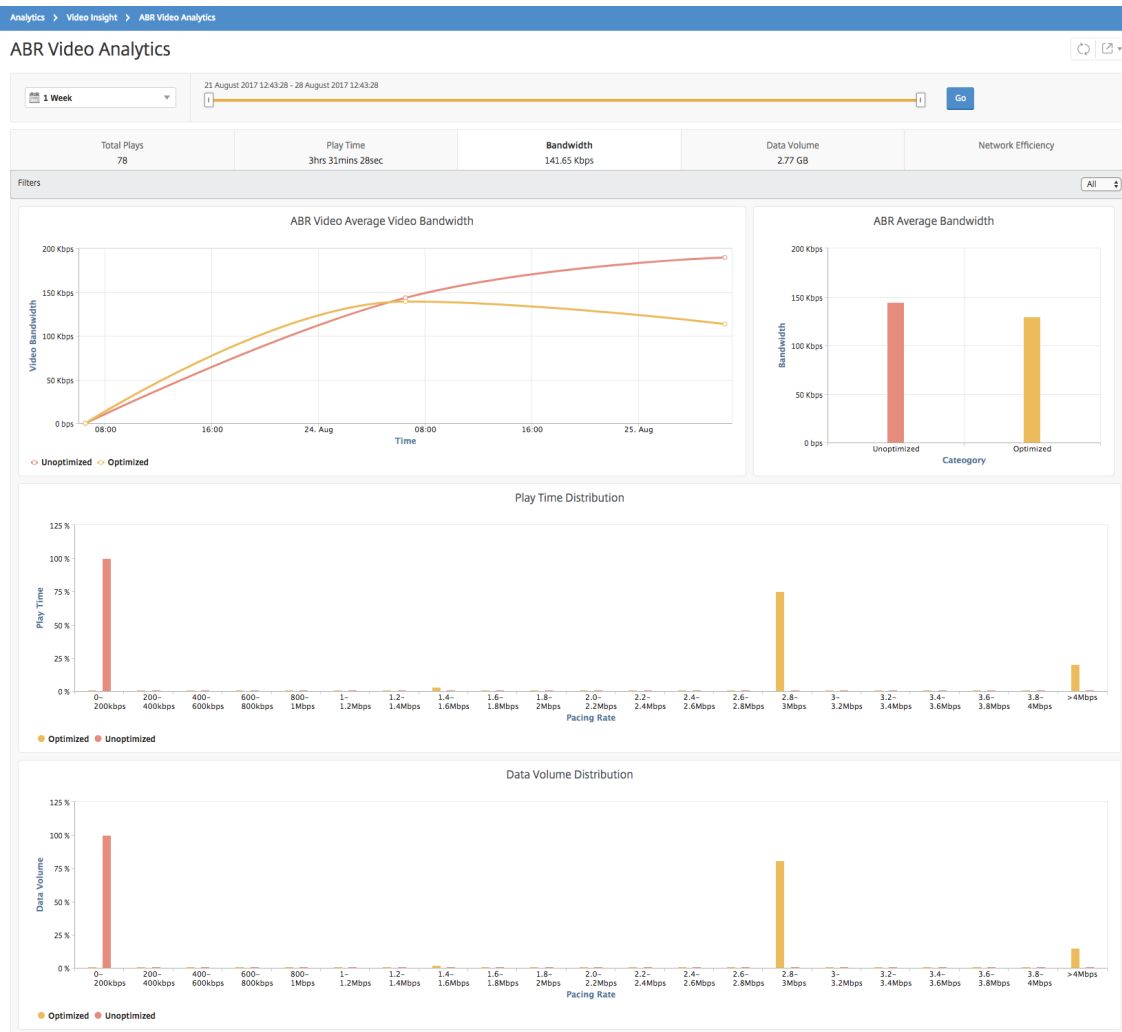 Analytics > Video Insight > ABR Video Analytics
ABR Video Analytics
1 Week
21 August 2017 12:43:28 - 28 August 2017 12:43:28
Go
Total Plays
78
Play Time
3hrs 31mins 28sec
Bandwidth
141.65 Kbps
Data Volume
2.77 GB
Network Efficiency
Filters
All
ABR Video Average Video Bandwidth
200 Kbps
150 Kbps
100 Kbps
50 Kbps
0 bps
Video Bandwidth
08:00 16:00 24. Aug 08:00 16:00 25. Aug
Time
Unoptimized Optimized
ABR Average Bandwidth
200 Kbps
150 Kbps
100 Kbps
50 Kbps
0 bps
Bandwidth
Unoptimized Optimized
Cateogory
Play Time Distribution
125 %
100 %
75 %
50 %
25 %
0 %
Play Time
0– 200– 400– 600– 800– 1– 1.2– 1.4– 1.6– 1.8– 2.0– 2.2– 2.4– 2.6– 2.8– 3– 3.2– 3.4– 3.6– 3.8– >4Mbps
200kbps 400kbps 600kbps 800kbps 1Mbps 1.2Mbps 1.4Mbps 1.6Mbps 1.8Mbps 2Mbps 2.2Mbps 2.4Mbps 2.6Mbps 2.8Mbps 3Mbps 3.2Mbps 3.4Mbps 3.6Mbps 3.8Mbps 4Mbps
Pacing Rate
Optimized Unoptimized
Data Volume Distribution
125 %
100 %
75 %
50 %
25 %
0 %
Data Volume
0– 200– 400– 600– 800– 1– 1.2– 1.4– 1.6– 1.8– 2.0– 2.2– 2.4– 2.6– 2.8– 3– 3.2– 3.4– 3.6– 3.8– >4Mbps
200kbps 400kbps 600kbps 800kbps 1Mbps 1.2Mbps 1.4Mbps 1.6Mbps 1.8Mbps 2Mbps 2.2Mbps 2.4Mbps 2.6Mbps 2.8Mbps 3Mbps 3.2Mbps 3.4Mbps 3.6Mbps 3.8Mbps 4Mbps
Pacing Rate
Optimized Unoptimized